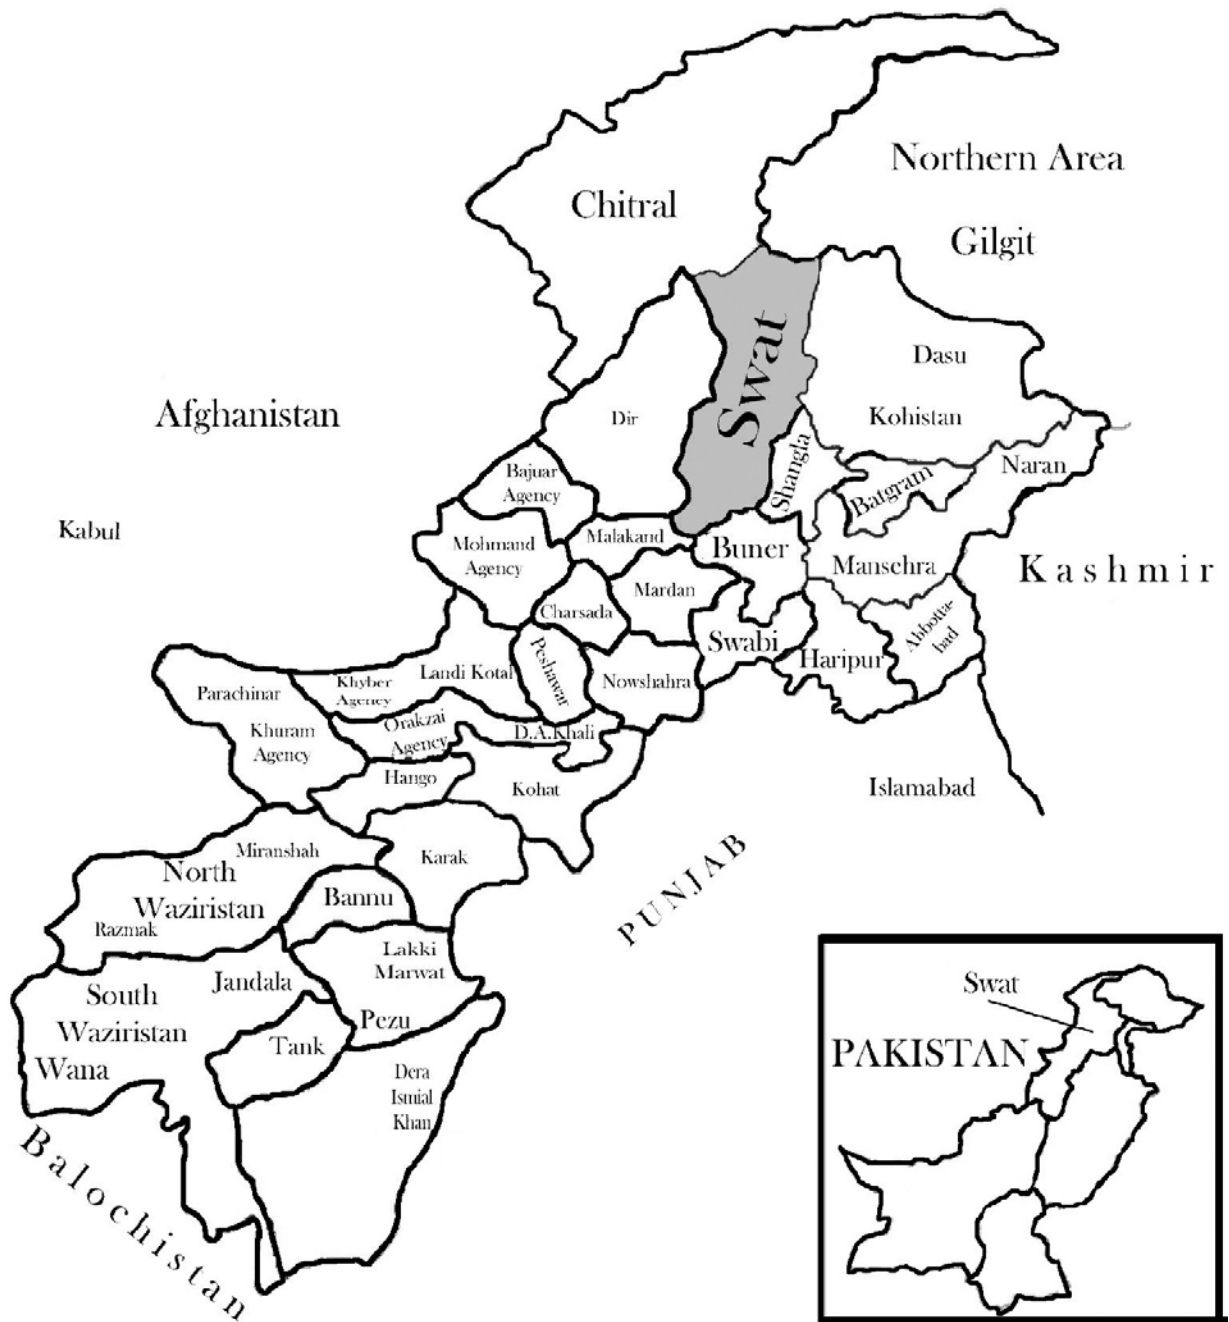 Northern Area
Chitral
Gilgit
Swat
Dasu
Afghanistan
Dir
Kohistan
Shangla
Naran
Bajuar
Agency
Batgram
Kabul
Malakand
Mohmand
Agency
Buner
Mansehra
Kashmir
Mardan
Charsada
Swabi
Abbotta-
bad
Haripur
Peshawar
Landi Kotal
Khyber
Agency
Nowshahra
Parachinar
Khuram
Agency
Orakzai
Agency
D.A.Khali
Hango
Kohat
Islamabad
Miranshah
North
Waziristan
Karak
PUNJAB
Bannu
Razmak
Lakki
Marwat
Jandala
South
Waziristan
Wana
Pezu
Tank
Dera
Ismial
Khan
Balochistan
Swat
PAKISTAN